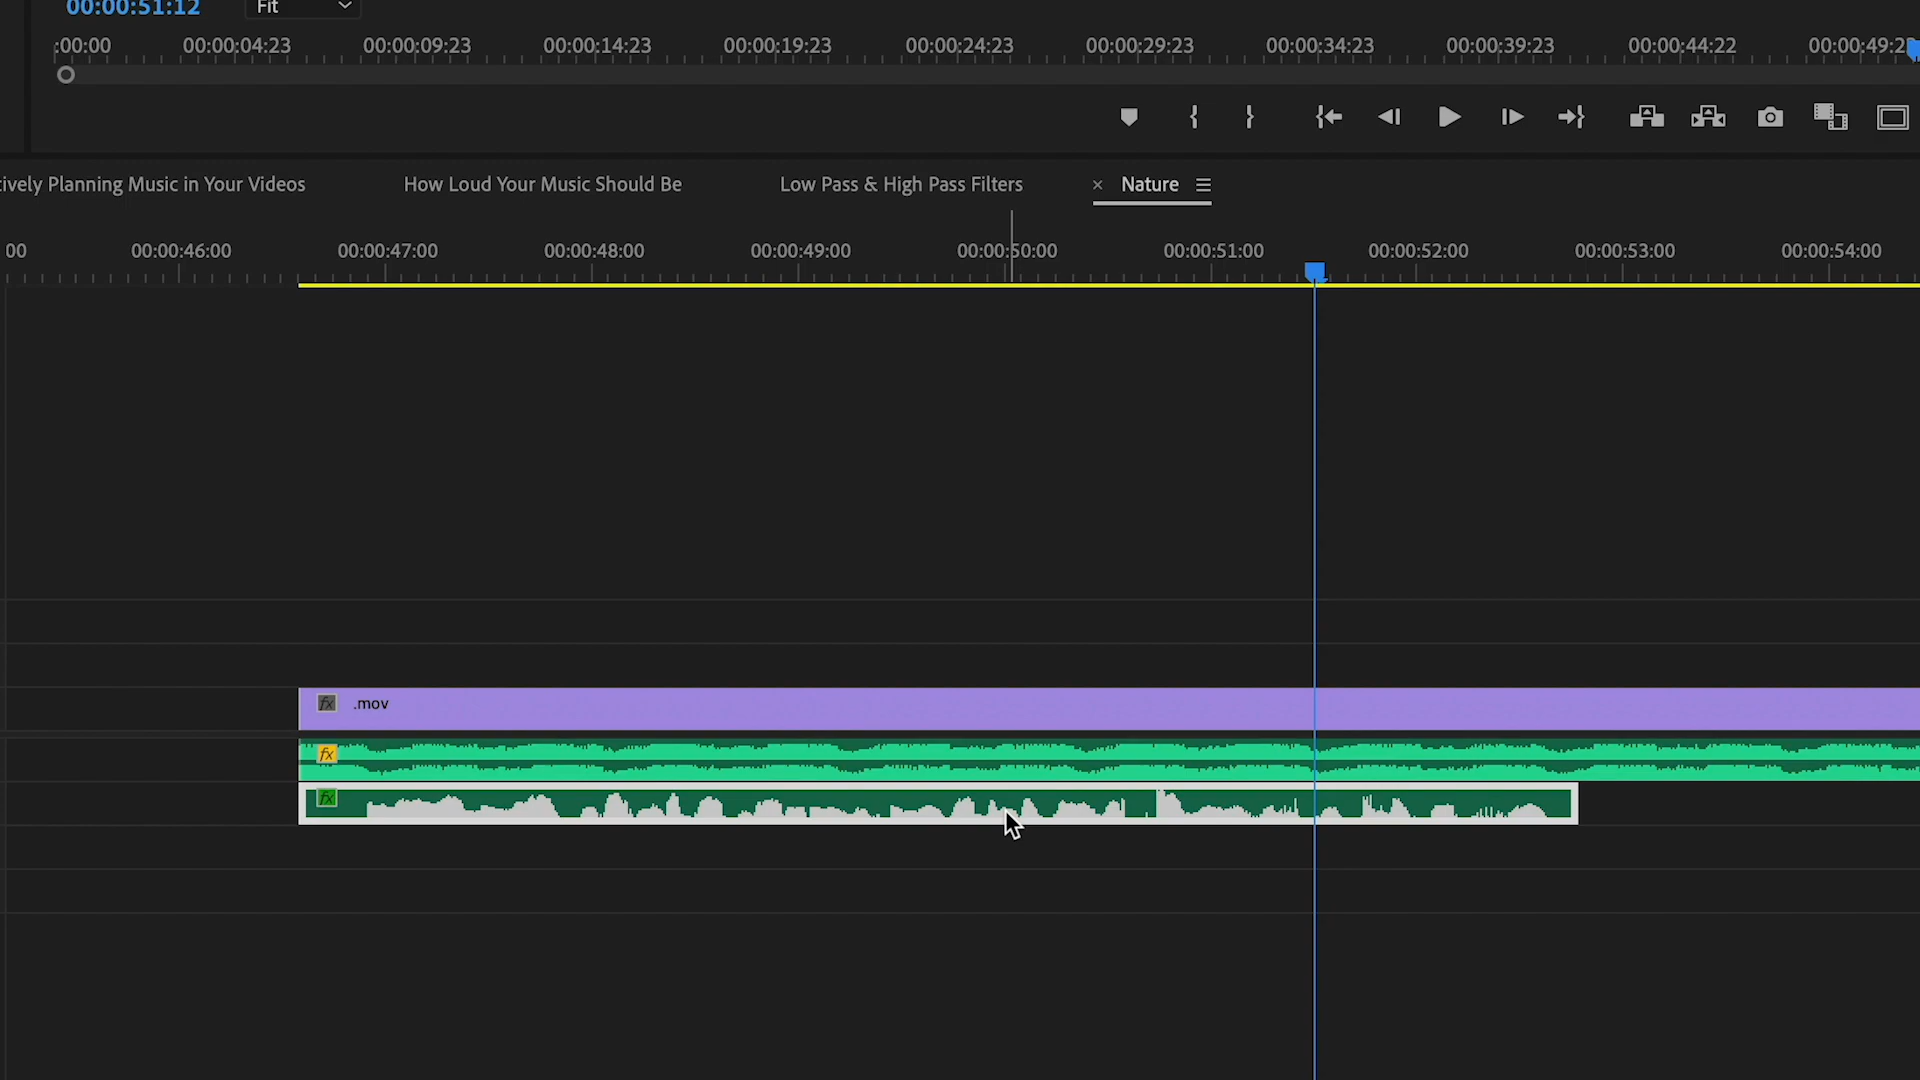 00:00:51:12 Fit
:00:00 00:00:04:23 00:00:09:23 00:00:14:23 00:00:19:23 00:00:24:23 00:00:29:23 00:00:34:23 00:00:39:23 00:00:44:22 00:00:49:2
tively Planning Music in Your Videos How Loud Your Music Should Be Low Pass & High Pass Filters × Nature
00 00:00:46:00 00:00:47:00 00:00:48:00 00:00:49:00 00:00:50:00 00:00:51:00 00:00:52:00 00:00:53:00 00:00:54:00
fx .mov
fx
fx